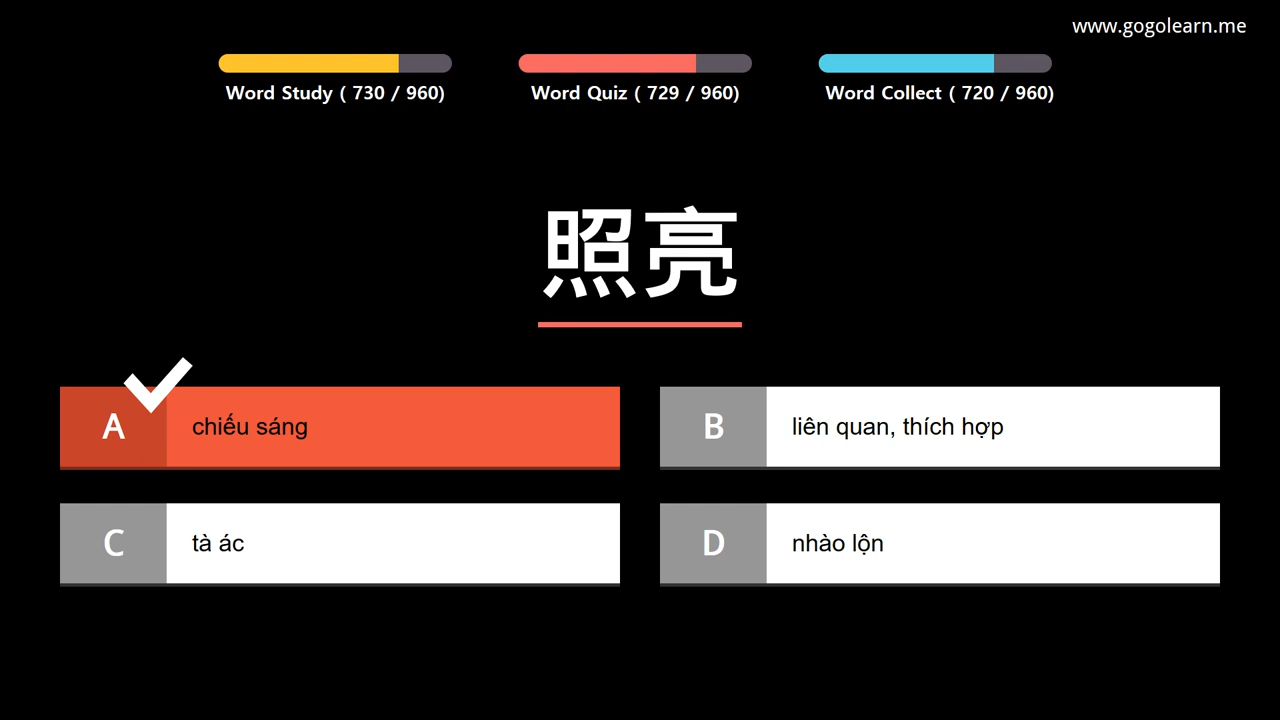 www.gogolearn.me
Word Study ( 730 / 960)
Word Quiz ( 729 / 960)
Word Collect ( 720 / 960)
照亮
A chiếu sáng
B liên quan, thích hợp
C tà ác
D nhào lộn